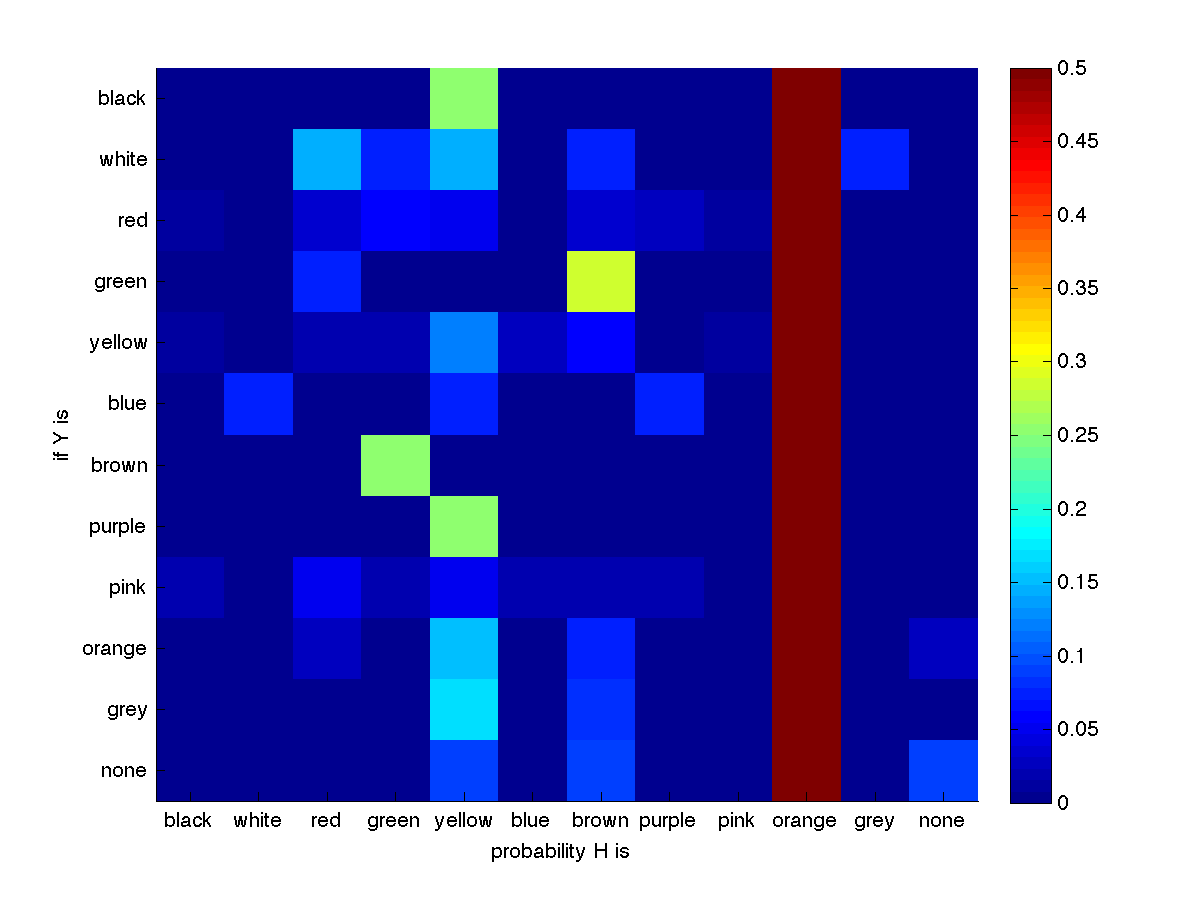 black
white
red
green
yellow
blue
brown
purple
pink
orange
grey
none
if Y is
black white red green yellow blue brown purple pink orange grey none
probability H is
0.5
0.45
0.4
0.35
0.3
0.25
0.2
0.15
0.1
0.05
0